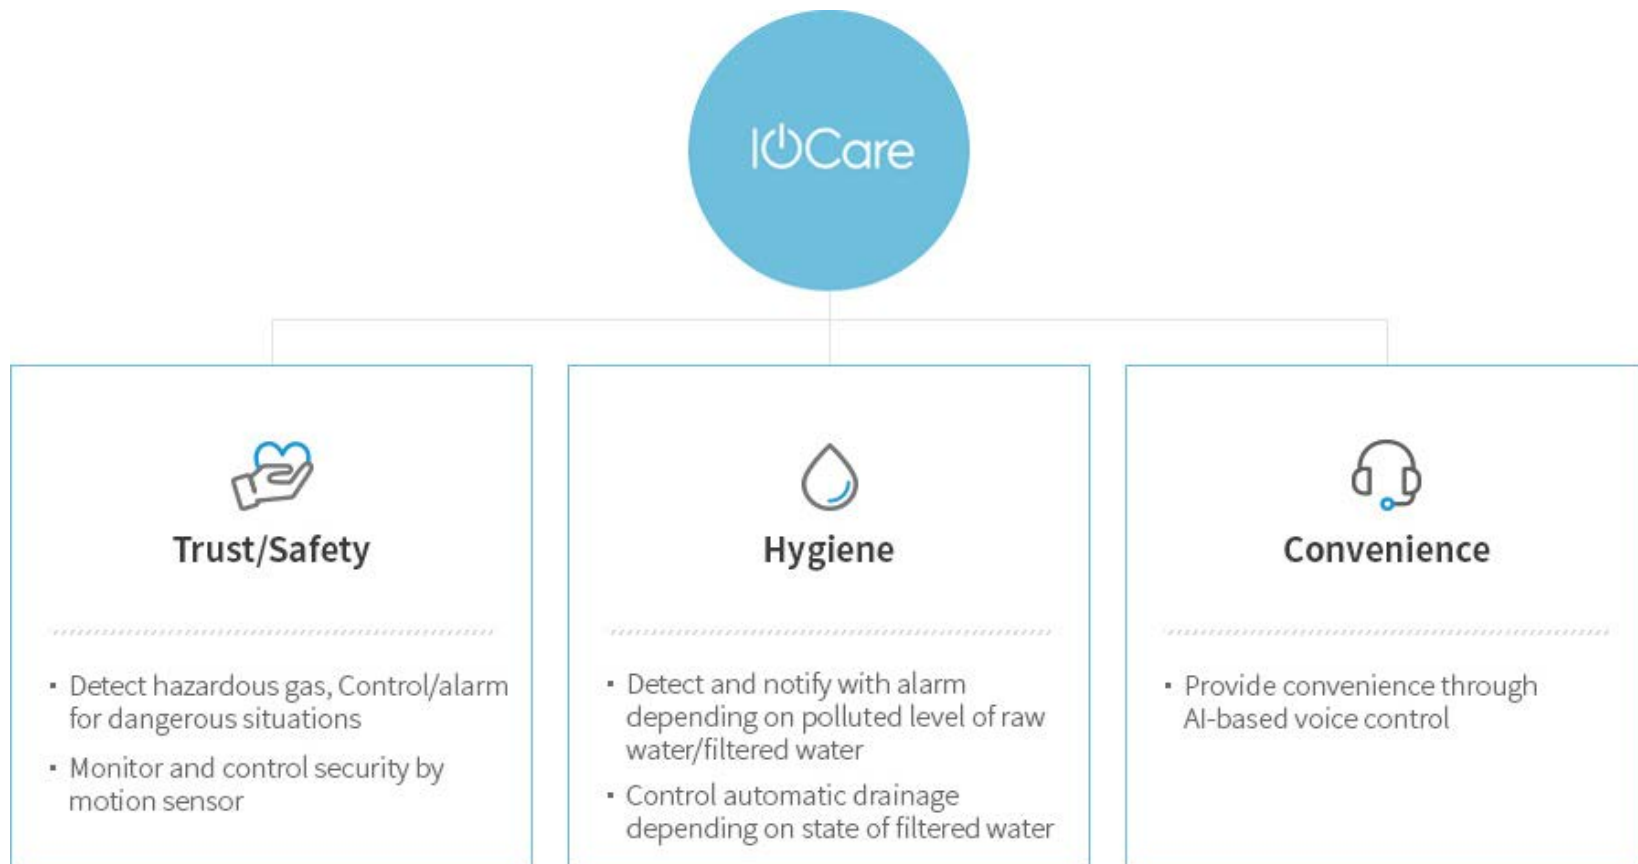 IOCare
Trust/Safety
▪ Detect hazardous gas, Control/alarm
for dangerous situations
▪ Monitor and control security by
motion sensor
Hygiene
▪ Detect and notify with alarm
depending on polluted level of raw
water/filtered water
▪ Control automatic drainage
depending on state of filtered water
Convenience
▪ Provide convenience through
AI-based voice control